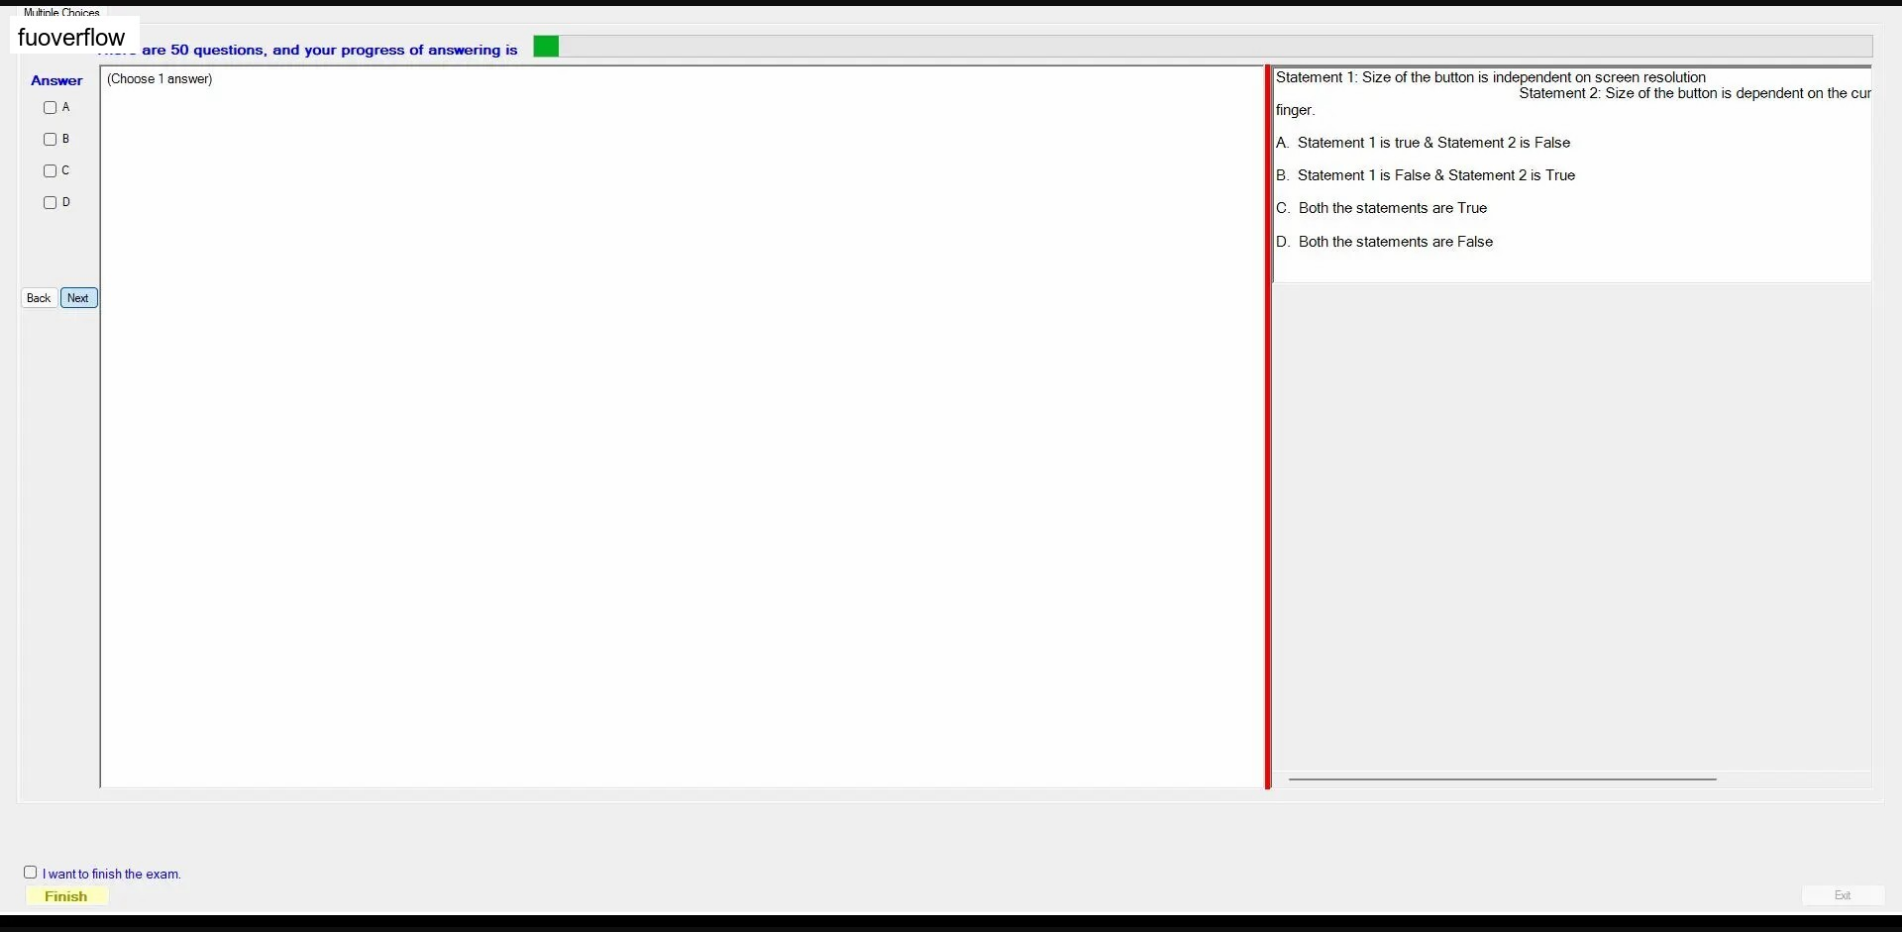 Multiple Choices
fuoverflow
are 50 questions, and your progress of answering is
Answer
(Choose 1 answer)
A
B
C
D
Back Next
Statement 1: Size of the button is independent on screen resolution
Statement 2: Size of the button is dependent on the cur
finger.
A. Statement 1 is true & Statement 2 is False
B. Statement 1 is False & Statement 2 is True
C. Both the statements are True
D. Both the statements are False
I want to finish the exam.
Finish
Exit